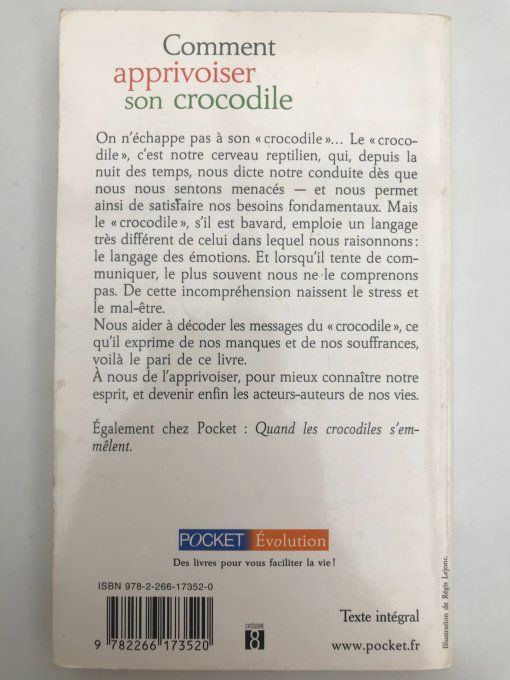 Comment
apprivoiser
son crocodile
On n'échappe pas à son « crocodile »... Le « croco-
dile », c'est notre cerveau reptilien, qui, depuis la
nuit des temps, nous dicte notre conduite dès que
nous nous sentons menacés — et nous permet
ainsi de satisfaire nos besoins fondamentaux. Mais
le « crocodile », s'il est bavard, emploie un langage
très différent de celui dans lequel nous raisonnons :
le langage des émotions. Et lorsqu'il tente de com-
muniquer, le plus souvent nous ne le comprenons
pas. De cette incompréhension naissent le stress et
le mal-être.
Nous aider à décoder les messages du « crocodile », ce
qu'il exprime de nos manques et de nos souffrances,
voilà le pari de ce livre.
À nous de l'apprivoiser, pour mieux connaître notre
esprit, et devenir enfin les acteurs-auteurs de nos vies.
Également chez Pocket : Quand les crocodiles s'em-
mêlent.
POCKET Évolution
Des livres pour vous faciliter la vie !
ISBN 978-2-266-17352-0
9 782266 173520
CATÉGORIE
8
Texte intégral
www.pocket.fr
Illustration de Régis Lejonc.